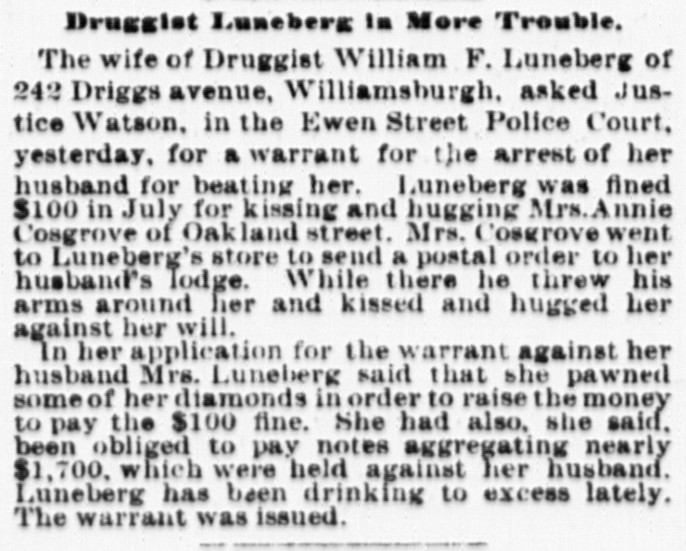 Druggist Luneberg in More Trouble.
The wife of Druggist William F. Luneberg of
242 Driggs avenue, Williamsburgh, asked Jus-
tice Watson, in the Ewen Street Police Court,
yesterday, for a warrant for the arrest of her
husband for beating her. Luneberg was fined
$100 in July for kissing and hugging Mrs. Annie
Cosgrove of Oakland street. Mrs. Cosgrove went
to Luneberg's store to send a postal order to her
husband's lodge. While there he threw his
arms around her and kissed and hugged her
against her will.
In her application for the warrant against her
husband Mrs. Luneberg said that she pawned
some of her diamonds in order to raise the money
to pay the $100 fine. She had also, she said,
been obliged to pay notes aggregating nearly
$1,700, which were held against her husband.
Luneberg has been drinking to excess lately.
The warrant was issued.